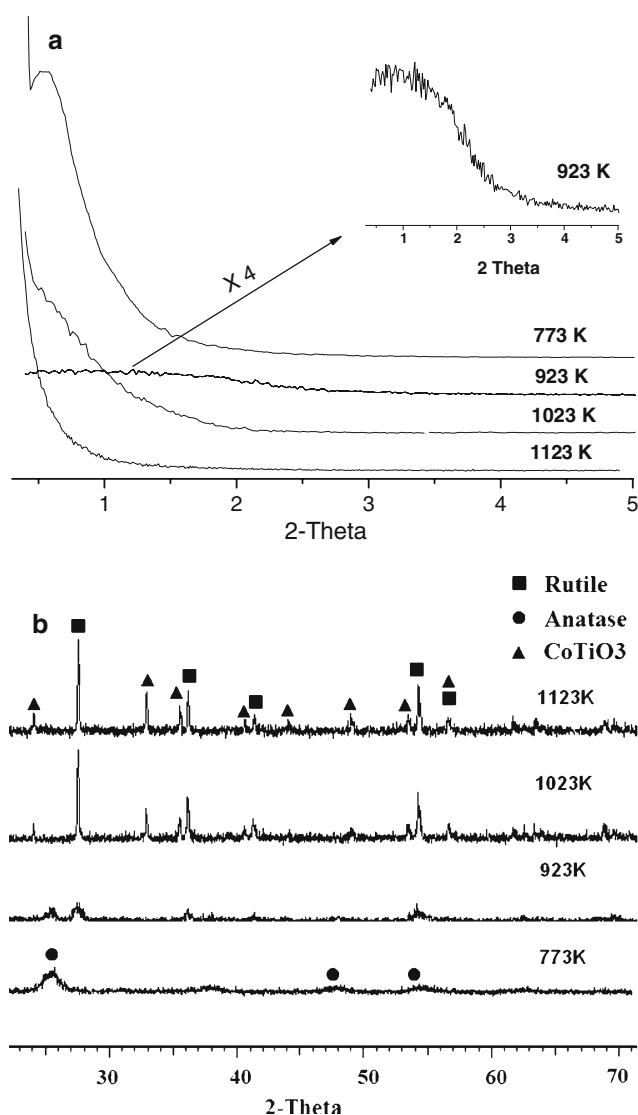 a
923 K
1 2 3 4 5
2 Theta
X 4
773 K
923 K
1023 K
1123 K
1 2 3 4 5
2-Theta
b
■ Rutile
● Anatase
▲ CoTiO3
1123K
1023K
923K
773K
30 40 50 60 70
2-Theta